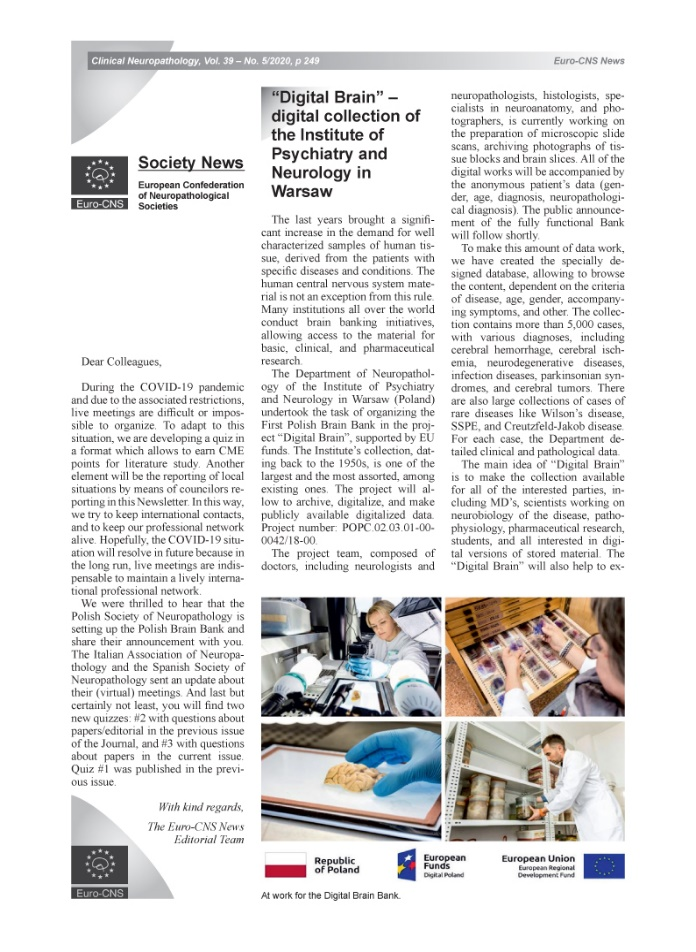 Clinical Neuropathology, Vol. 39 – No. 5/2020, p 249
Euro-CNS News
Euro-CNS
Society News
European Confederation
of Neuropathological
Societies
Dear Colleagues,
During the COVID-19 pandemic
and due to the associated restrictions,
live meetings are difficult or impos-
sible to organize. To adapt to this
situation, we are developing a quiz in
a format which allows to earn CME
points for literature study. Another
element will be the reporting of local
situations by means of councilors re-
porting in this Newsletter. In this way,
we try to keep international contacts,
and to keep our professional network
alive. Hopefully, the COVID-19 situ-
ation will resolve in future because in
the long run, live meetings are indis-
pensable to maintain a lively interna-
tional professional network.
We were thrilled to hear that the
Polish Society of Neuropathology is
setting up the Polish Brain Bank and
share their announcement with you.
The Italian Association of Neuropa-
thology and the Spanish Society of
Neuropathology sent an update about
their (virtual) meetings. And last but
certainly not least, you will find two
new quizzes: #2 with questions about
papers/editorial in the previous issue
of the Journal, and #3 with questions
about papers in the current issue.
Quiz #1 was published in the previ-
ous issue.
With kind regards,
The Euro-CNS News
Editorial Team
Euro-CNS
“Digital Brain” –
digital collection of
the Institute of
Psychiatry and
Neurology in
Warsaw
The last years brought a signifi-
cant increase in the demand for well
characterized samples of human tis-
sue, derived from the patients with
specific diseases and conditions. The
human central nervous system mate-
rial is not an exception from this rule.
Many institutions all over the world
conduct brain banking initiatives,
allowing access to the material for
basic, clinical, and pharmaceutical
research.
The Department of Neuropathol-
ogy of the Institute of Psychiatry
and Neurology in Warsaw (Poland)
undertook the task of organizing the
First Polish Brain Bank in the proj-
ect “Digital Brain”, supported by EU
funds. The Institute’s collection, dat-
ing back to the 1950s, is one of the
largest and the most assorted, among
existing ones. The project will al-
low to archive, digitalize, and make
publicly available digitalized data.
Project number: POPC.02.03.01-00-
0042/18-00.
The project team, composed of
doctors, including neurologists and
neuropathologists, histologists, spe-
cialists in neuroanatomy, and pho-
tographers, is currently working on
the preparation of microscopic slide
scans, archiving photographs of tis-
sue blocks and brain slices. All of the
digital works will be accompanied by
the anonymous patient’s data (gen-
der, age, diagnosis, neuropathologi-
cal diagnosis). The public announce-
ment of the fully functional Bank
will follow shortly.
To make this amount of data work,
we have created the specially de-
signed database, allowing to browse
the content, dependent on the criteria
of disease, age, gender, accompany-
ing symptoms, and other. The collec-
tion contains more than 5,000 cases,
with various diagnoses, including
cerebral hemorrhage, cerebral isch-
emia, neurodegenerative diseases,
infection diseases, parkinsonian syn-
dromes, and cerebral tumors. There
are also large collections of cases of
rare diseases like Wilson’s disease,
SSPE, and Creutzfeld-Jakob disease.
For each case, the Department de-
tailed clinical and pathological data.
The main idea of “Digital Brain”
is to make the collection available
for all of the interested parties, in-
cluding MD’s, scientists working on
neurobiology of the disease, patho-
physiology, pharmaceutical research,
students, and all interested in digi-
tal versions of stored material. The
“Digital Brain” will also help to ex-
Republic
of Poland
European
Funds
Digital Poland
European Union
European Regional
Development Fund
At work for the Digital Brain Bank.